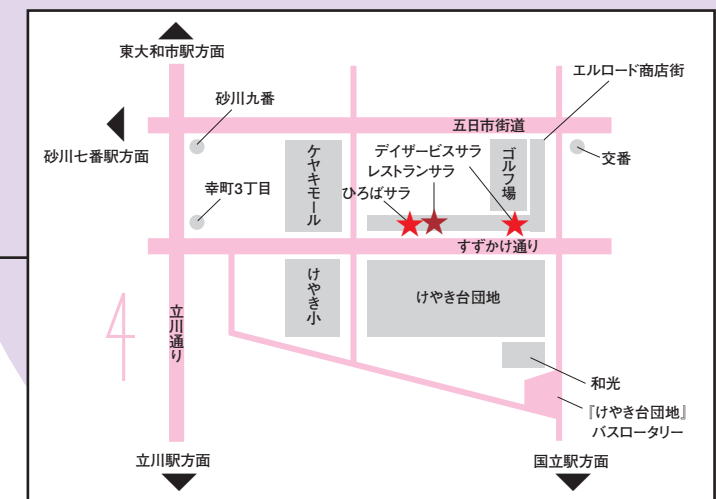 東大和市駅方面
エルロード商店街
砂川九番
五日市街道
砂川七番駅方面
ケヤキモール
デイザービスサラ
レストランサラ
ひろばサラ
ゴルフ場
交番
幸町3丁目
すずかけ通り
けやき小
けやき台団地
立川通り
和光
『けやき台団地』
バスロータリー
立川駅方面
国立駅方面